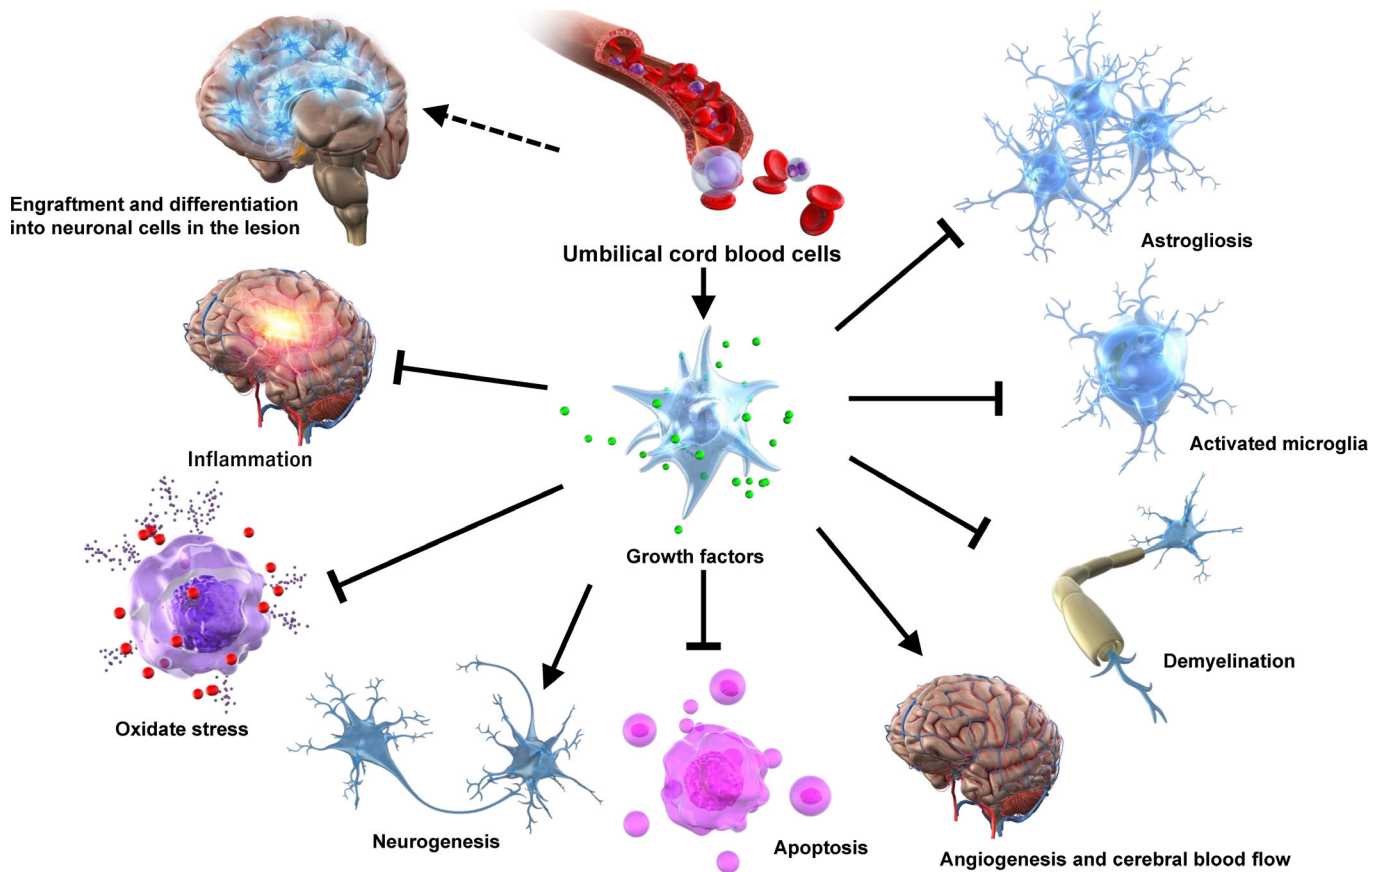 Engraftment and differentiation
into neuronal cells in the lesion
Umbilical cord blood cells
Astrogliosis
Inflammation
Activated microglia
Growth factors
Demyelination
Oxidate stress
Neurogenesis
Apoptosis
Angiogenesis and cerebral blood flow